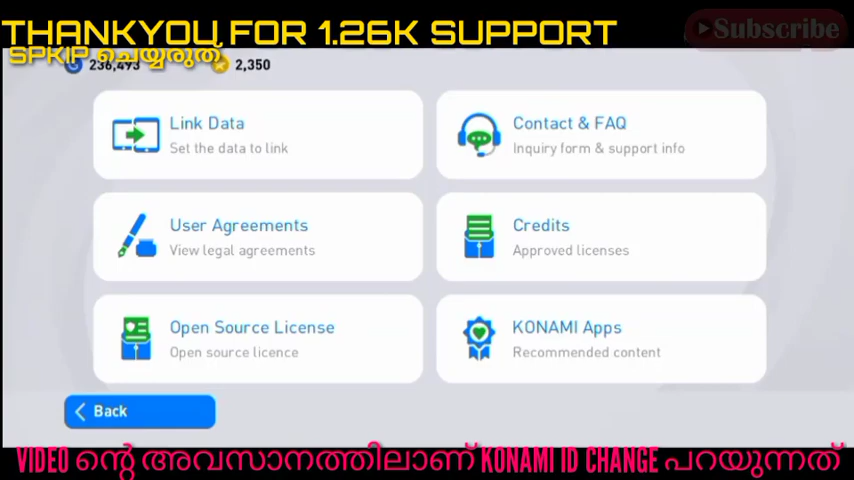 THANKYOU FOR 1.26K SUPPORT
Subscribe
SPKIP ചെയ്യരുത്
236,493
2,350
Link Data
Set the data to link
Contact & FAQ
Inquiry form & support info
User Agreements
View legal agreements
Credits
Approved licenses
Open Source License
Open source licence
KONAMI Apps
Recommended content
Back
VIDEO ന്റെ അവസാനത്തിലാണ് KONAMI ID CHANGE പറയുന്നത്